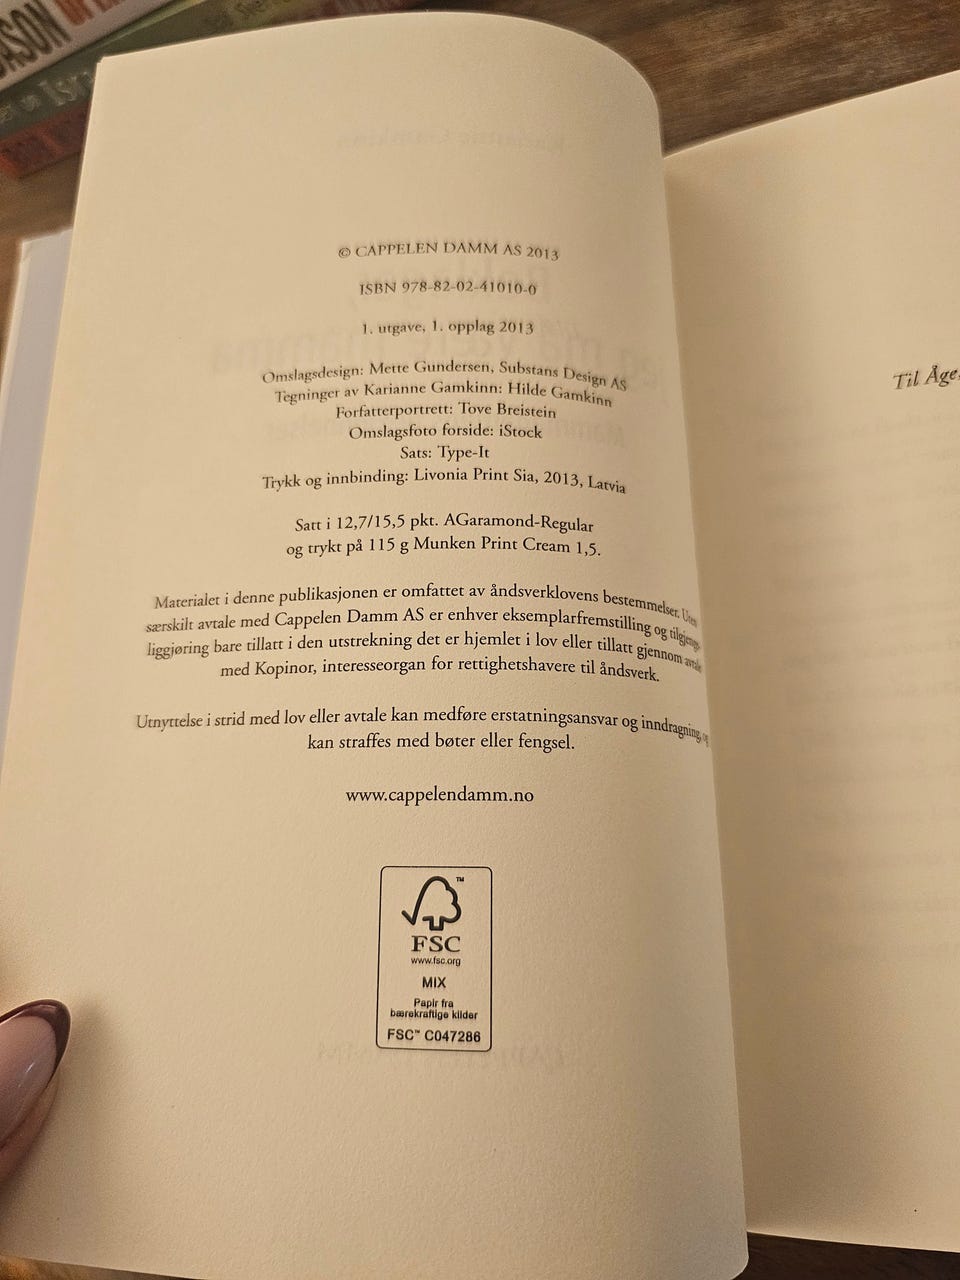 © CAPPELEN DAMM AS 2013
ISBN 978-82-02-41010-0
1. utgave, 1. opplag 2013
Omslagsdesign: Mette Gundersen, Substans Design AS
Tegninger av Karianne Gamkinn: Hilde Gamkinn
Forfatterportrett: Tove Breistein
Omslagsfoto forside: iStock
Sats: Type-It
Trykk og innbinding: Livonia Print Sia, 2013, Latvia
Satt i 12,7/15,5 pkt. AGaramond-Regular
og trykt på 115 g Munken Print Cream 1,5.
Materialet i denne publikasjonen er omfattet av åndsverklovens bestemmelser. Uten
særskilt avtale med Cappelen Damm AS er enhver eksemplarfremstilling og tilgjenge-
liggjøring bare tillatt i den utstrekning det er hjemlet i lov eller tillatt gjennom avtale
med Kopinor, interesseorgan for rettighetshavere til åndsverk.
Utnyttelse i strid med lov eller avtale kan medføre erstatningsansvar og inndragning, og
kan straffes med bøter eller fengsel.
www.cappelendamm.no
TM
FSC
www.fsc.org
MIX
Papir fra
bærekraftige kilder
FSC™ C047286
Til Åge,